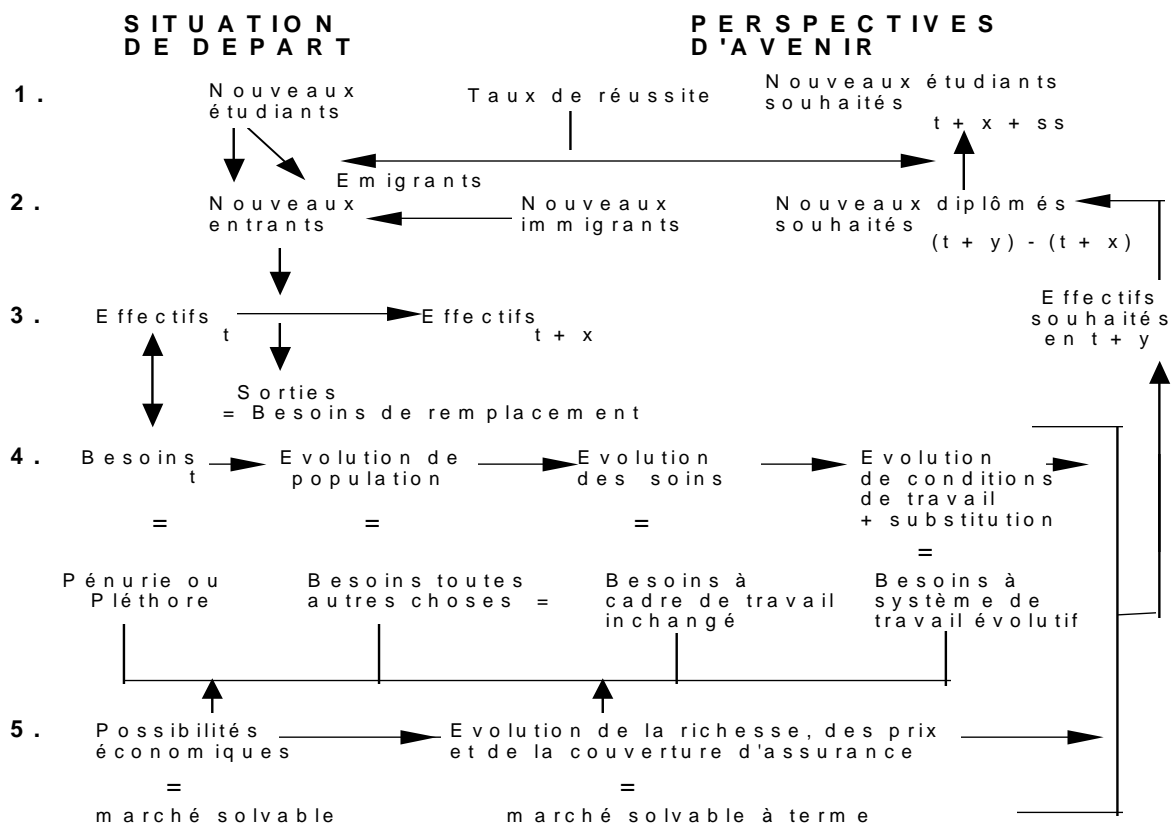 SITUATION
DE DEPART
PERSPECTIVES
D'AVENIR
1.
Nouveaux
étudiants
Taux de réussite
Nouveaux étudiants
souhaités
t + x + ss
Emigrants
2.
Nouveaux
entrants
Nouveaux
immigrants
Nouveaux diplômés
souhaités
(t + y) - (t + x)
3.
Effectifs
t
Effectifs
t + x
Effectifs
souhaités
en t + y
Sorties
= Besoins de remplacement
4.
Besoins
t
Evolution de
population
Evolution
des soins
Evolution
de conditions
de travail
+ substitution
=
=
=
=
Pénurie ou
Pléthore
Besoins toutes
autres choses =
Besoins à
cadre de travail
inchangé
Besoins à
système de
travail évolutif
5.
Possibilités
économiques
Evolution de la richesse, des prix
et de la couverture d'assurance
=
=
marché solvable
marché solvable à terme